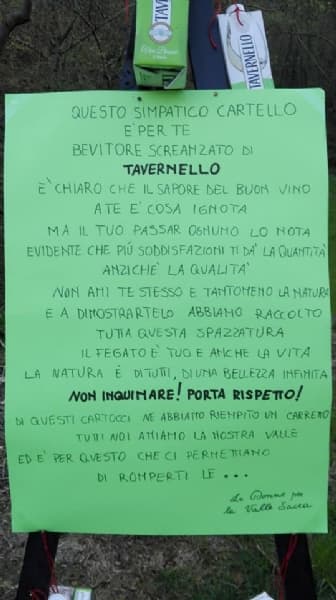 TAVERNELLO
TAVERNELLO
QUESTO SIMPATICO CARTELLO
E' PER TE
BEVITORE SCREANZATO DI
TAVERNELLO
E' CHIARO CHE IL SAPORE DEL BUON VINO
A TE E' COSA IGNOTA
MA IL TUO PASSAR OGNUNO LO NOTA
EVIDENTE CHE PIÚ SODDISFAZIONI TI DA' LA QUANTITA'
ANZICHE' LA QUALITA'
NON AMI TE STESSO E TANTOMENO LA NATURA
E A DIMOSTRARTELO ABBIAMO RACCOLTO
TUTTA QUESTA SPAZZATURA
IL FEGATO E' TUO E ANCHE LA VITA
LA NATURA E' DI TUTTI, DI UNA BELLEZZA INFINITA
NON INQUINARE! PORTA RISPETTO!
DI QUESTI CARTOCCI NE ABBIAMO RIEMPITO UN CARRETTO
TUTTI NOI AMIAMO LA NOSTRA VALLE
ED E' PER QUESTO CHE CI PERMETTIAMO
DI ROMPERTI LE ...
Le Donne per
la Valle Sacra